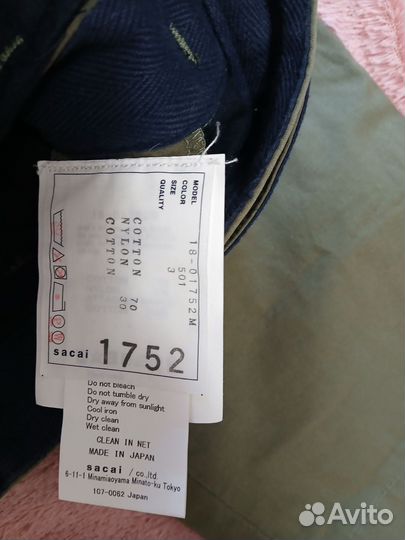 MODEL 18-01752M
COLOR 501
SIZE 3
QUALITY
COTTON 70
NYLON 30
COTTON
sacai 1752
Do not bleach
Do not tumble dry
Dry away from sunlight
Cool iron
Dry clean
Wet clean
CLEAN IN NET
MADE IN JAPAN
sacai / co.,ltd.
6-11-1 Minamiaoyama Minato-ku Tokyo
107-0062 Japan
Avito